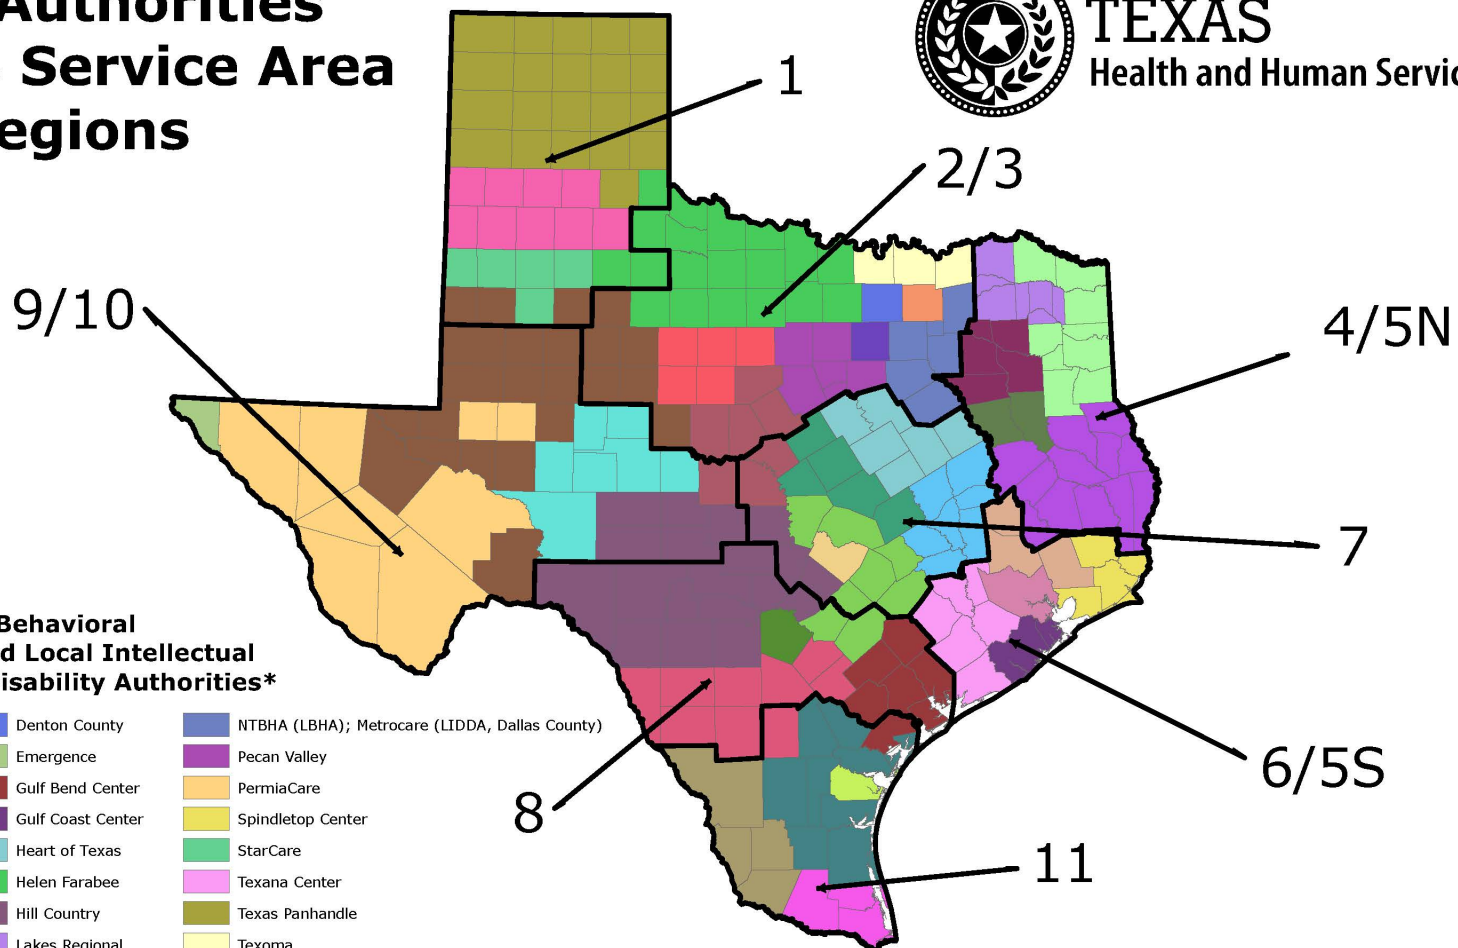 Authorities
Service Area
egions
TEXAS
Health and Human Servic
1
2/3
9/10
4/5N
7
6/5S
8
11
Behavioral
d Local Intellectual
isability Authorities*
Denton County
Emergence
Gulf Bend Center
Gulf Coast Center
Heart of Texas
Helen Farabee
Hill Country
Lakes Regional
NTBHA (LBHA); Metrocare (LIDDA, Dallas County)
Pecan Valley
PermiaCare
Spindletop Center
StarCare
Texana Center
Texas Panhandle
Texoma